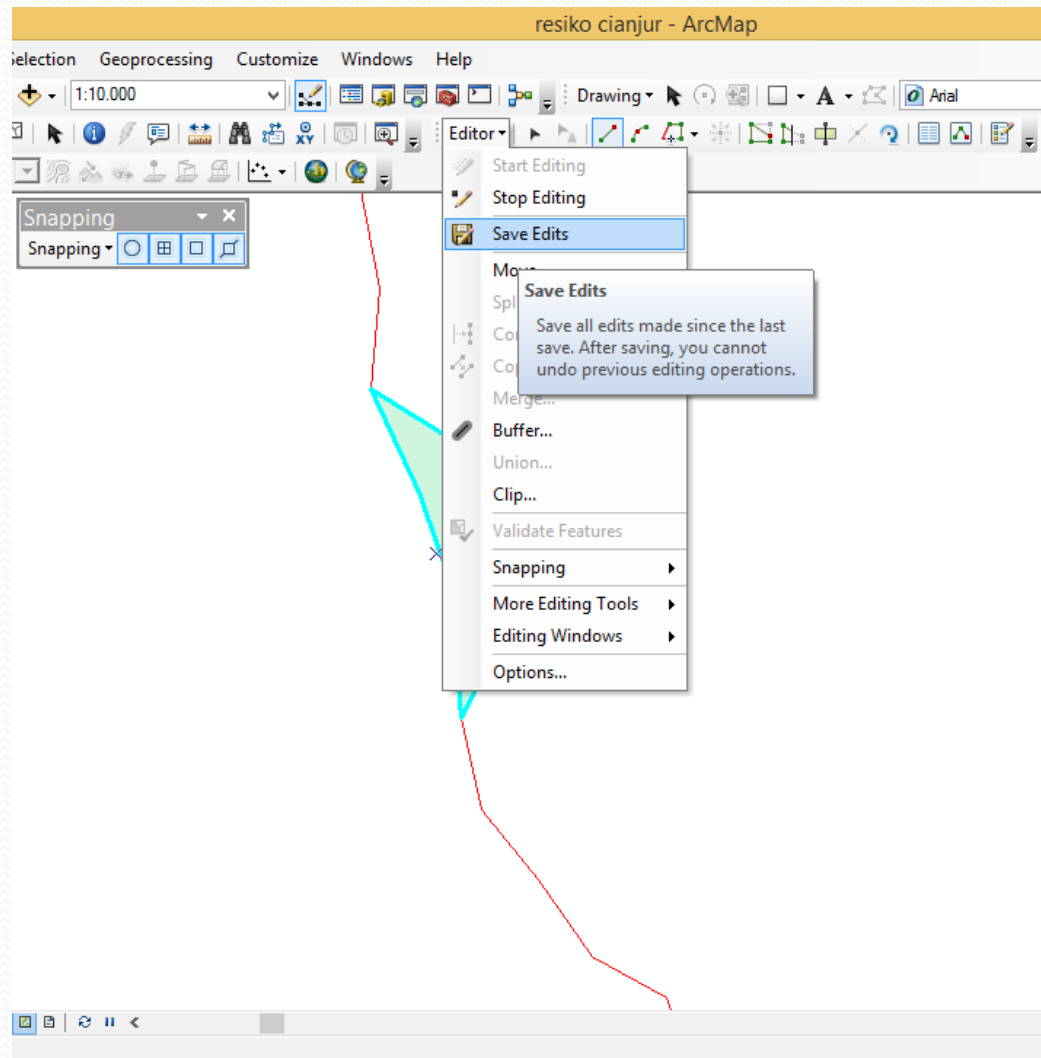 resiko cianjur - ArcMap
Selection Geoprocessing Customize Windows Help
1:10.000 Drawing A Arial
XY Editor
Start Editing
Snapping
Stop Editing
Snapping
Save Edits
Move...
Save Edits
Save all edits made since the last
save. After saving, you cannot
undo previous editing operations.
Merge...
Buffer...
Union...
Clip...
Validate Features
Snapping
More Editing Tools
Editing Windows
Options...